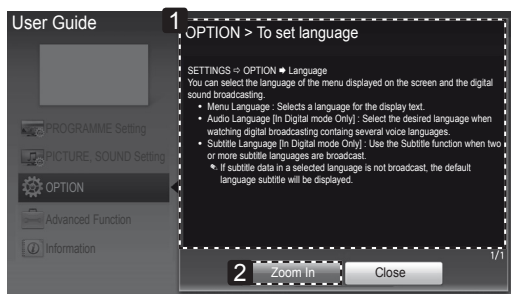 User Guide
1
OPTION > To set language
SETTINGS ⇨ OPTION ➡ Language
You can select the language of the menu displayed on the screen and the digital
sound broadcasting.
• Menu Language : Selects a language for the display text.
• Audio Language [In Digital mode Only] : Select the desired language when
watching digital broadcasting containg several voice languages.
• Subtitle Language [In Digital mode Only] : Use the Subtitle function when two
or more subtitle languages are broadcast.
If subtitle data in a selected language is not broadcast, the default
language subtitle will be displayed.
PROGRAMME Setting
PICTURE, SOUND Setting
OPTION
Advanced Function
Information
1/1
2
Zoom In
Close